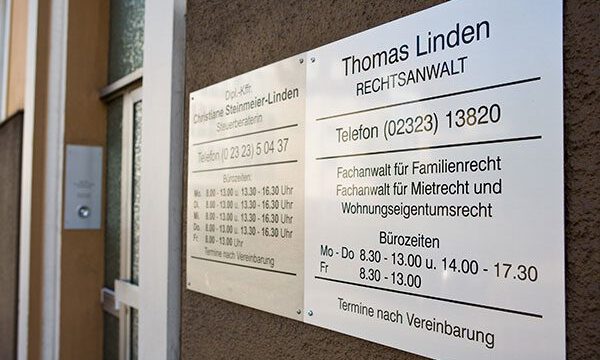 Dipl.-Kffr.
Christiane Steinmeier-Linden
Steuerberaterin
Telefon (0 23 23) 5 04 37
Bürozeiten:
Mo 8.00 - 13.00 u. 13.30 - 16.30 Uhr
Di 8.00 - 13.00 u. 13.30 - 16.30 Uhr
Mi 8.00 - 13.00 u. 13.30 - 16.30 Uhr
Do 8.00 - 13.00 u. 13.30 - 16.30 Uhr
Fr 8.00 - 13.00 Uhr
Termine nach Vereinbarung
Thomas Linden
RECHTSANWALT
Telefon (02323) 13820
Fachanwalt für Familienrecht
Fachanwalt für Mietrecht und
Wohnungseigentumsrecht
Bürozeiten
Mo - Do 8.30 - 13.00 u. 14.00 - 17.30
Fr 8.30 - 13.00
Termine nach Vereinbarung